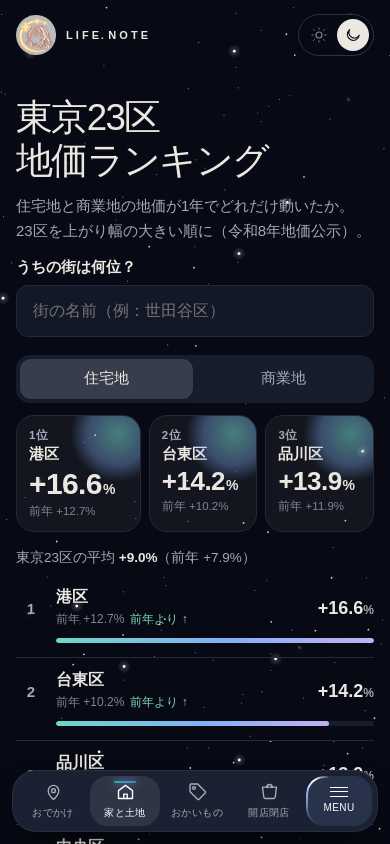 LIFE.NOTE
東京23区
地価ランキング
住宅地と商業地の地価が1年でどれだけ動いたか。
23区を上がり幅の大きい順に（令和8年地価公示）。
うちの街は何位？
街の名前（例：世田谷区）
住宅地 商業地
1位 2位 3位
港区 台東区 品川区
+16.6% +14.2% +13.9%
前年 +12.7% 前年 +10.2% 前年 +11.9%
東京23区の平均 +9.0%（前年 +7.9%）
港区
1 +16.6%
前年 +12.7% 前年より ↑
台東区
2 +14.2%
前年 +10.2% 前年より ↑
品川区
おでかけ 家と土地 おかいもの 開店閉店 MENU